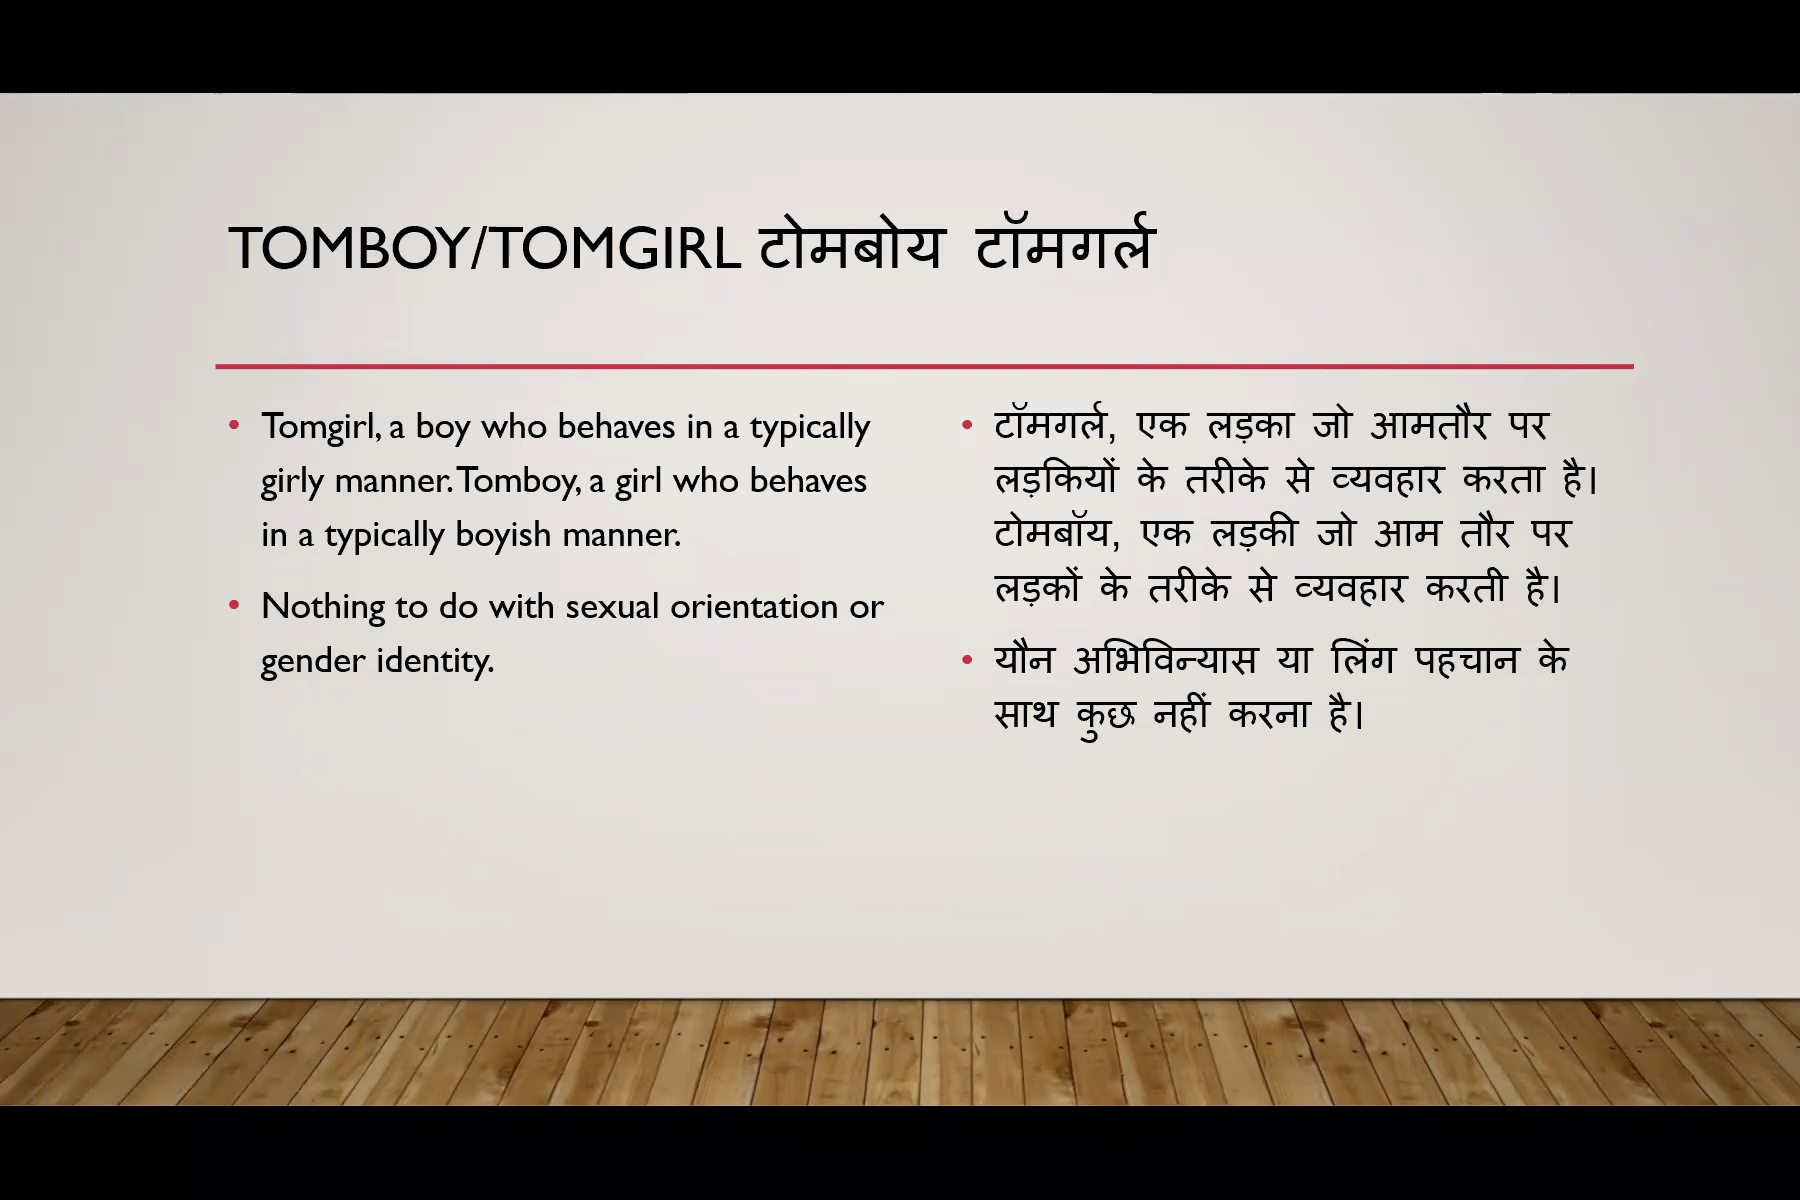 TOMBOY/TOMGIRL टोमबोय टॉमगर्ल
• Tomgirl, a boy who behaves in a typically
girly manner. Tomboy, a girl who behaves
in a typically boyish manner.
• Nothing to do with sexual orientation or
gender identity.
• टॉमगर्ल, एक लड़का जो आमतौर पर
लड़कियों के तरीके से व्यवहार करता है।
टोमबॉय, एक लड़की जो आम तौर पर
लड़कों के तरीके से व्यवहार करती है।
• यौन अभिविन्यास या लिंग पहचान के
साथ कुछ नहीं करना है।